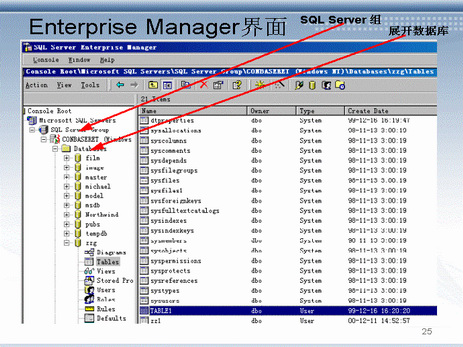 Enterprise Manager界面
SQL Server 组
展开数据库
SQL Server Enterprise Manager
Console Window Help
Console Root\Microsoft SQL Servers\SQL Server Group\CONDASERET (Windows NT)\Databases\zzg\Tables
Action View Tools
21 Items
Console Root
Microsoft SQL Servers
SQL Server Group
CONDASERET (Windows
Databases
film
image
master
michael
model
msdb
Northwind
pubs
tempdb
zzg
Diagrams
Tables
Views
Stored Pro
Users
Roles
Rules
Defaults
Name Owner Type Create Date
dtproperties dbo System 99-12-16 16:19:47
sysallocations dbo System 98-11-13 3:00:19
syscolumns dbo System 98-11-13 3:00:19
syscomments dbo System 98-11-13 3:00:19
sysdepends dbo System 98-11-13 3:00:19
sysfilegroups dbo System 98-11-13 3:00:19
sysfiles dbo System 98-11-13 3:00:19
sysfiles1 dbo System 98-11-13 3:00:19
sysforeignkeys dbo System 98-11-13 3:00:19
sysfulltextcatalogs dbo System 98-11-13 3:00:19
sysindexes dbo System 98-11-13 3:00:19
sysindexkeys dbo System 98-11-13 3:00:19
sysmembers dbo System 98-11-13 3:00:19
sysobjects dbo System 98-11-13 3:00:19
syspermissions dbo System 98-11-13 3:00:19
sysprotects dbo System 98-11-13 3:00:19
sysreferences dbo System 98-11-13 3:00:19
systypes dbo System 98-11-13 3:00:19
sysusers dbo System 98-11-13 3:00:19
TABLE1 dbo User 99-12-16 16:20:20
zz1 dbo User 00-12-11 14:52:57
25